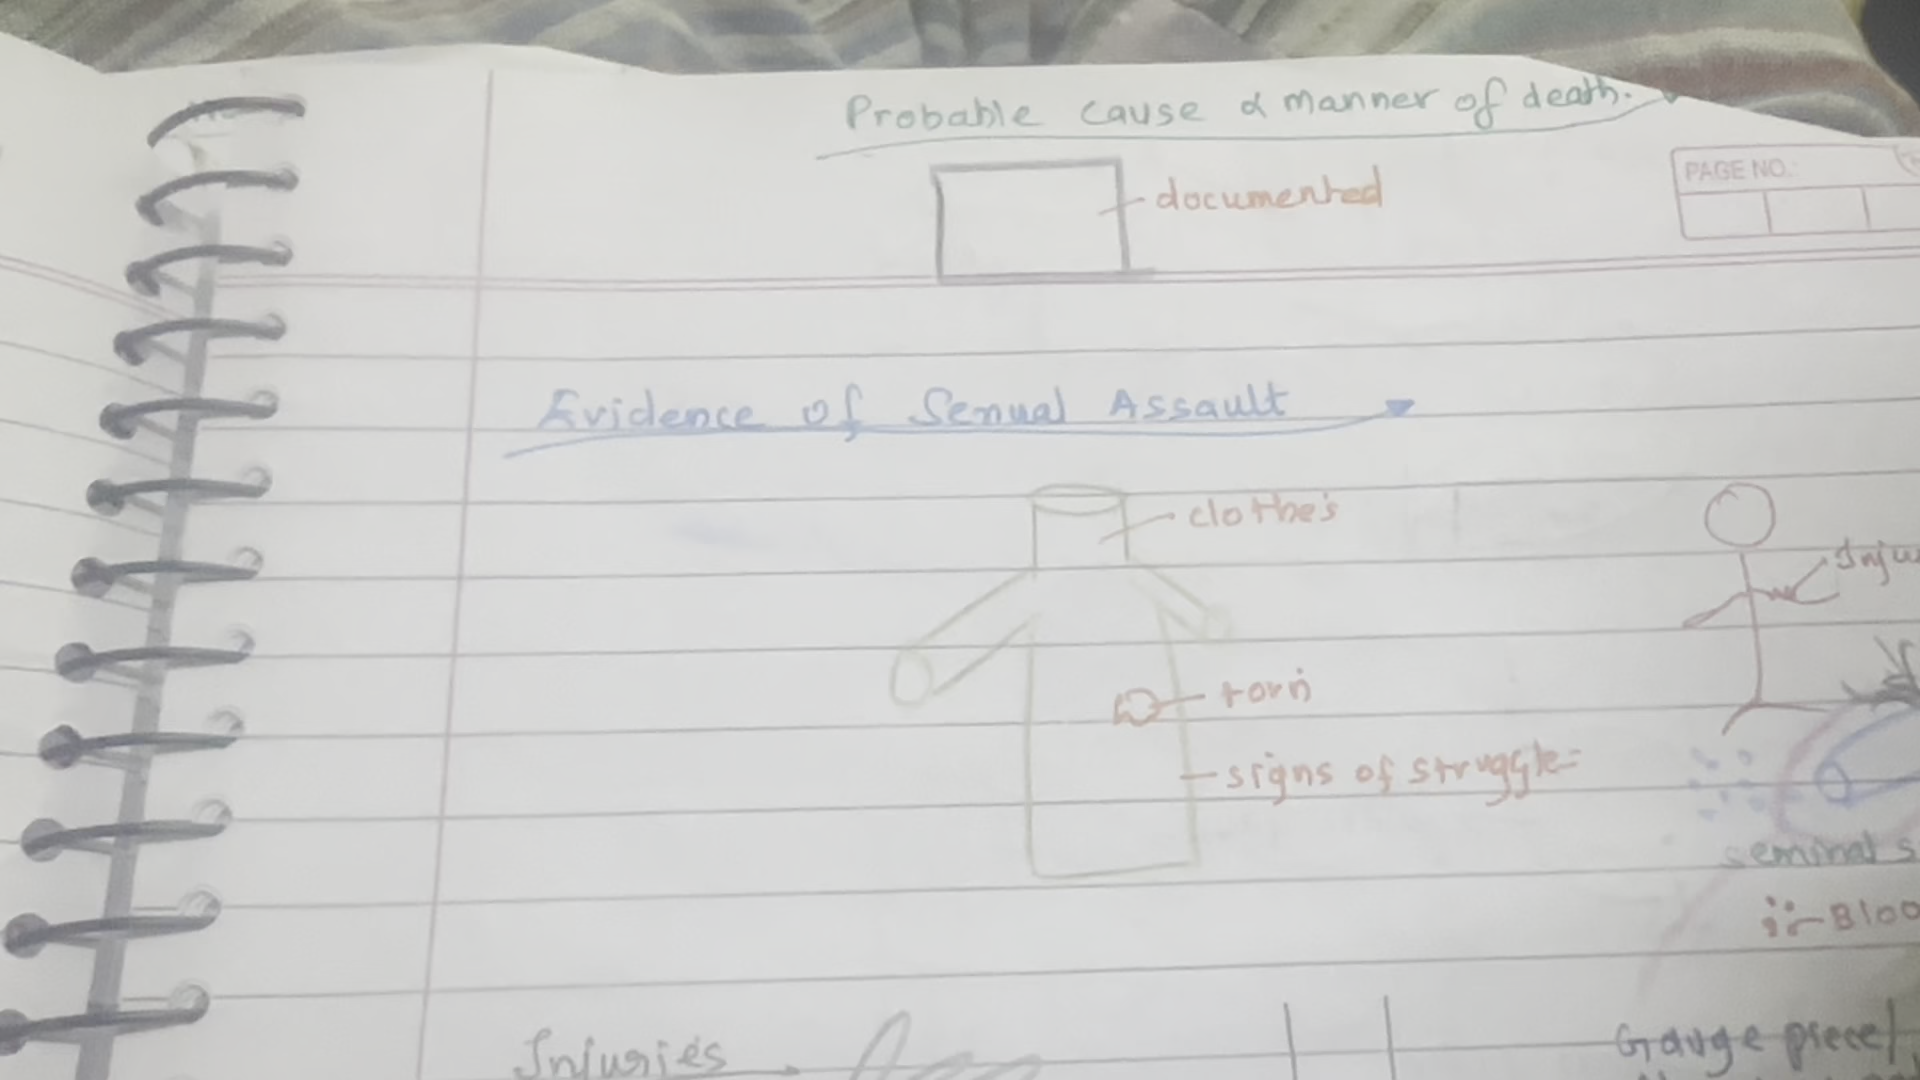 Probable cause & manner of death.
documented
PAGE NO.:
Evidence of Sexual Assault
clothes
torn
signs of struggle
seminal
Injuries
Gauge piece/